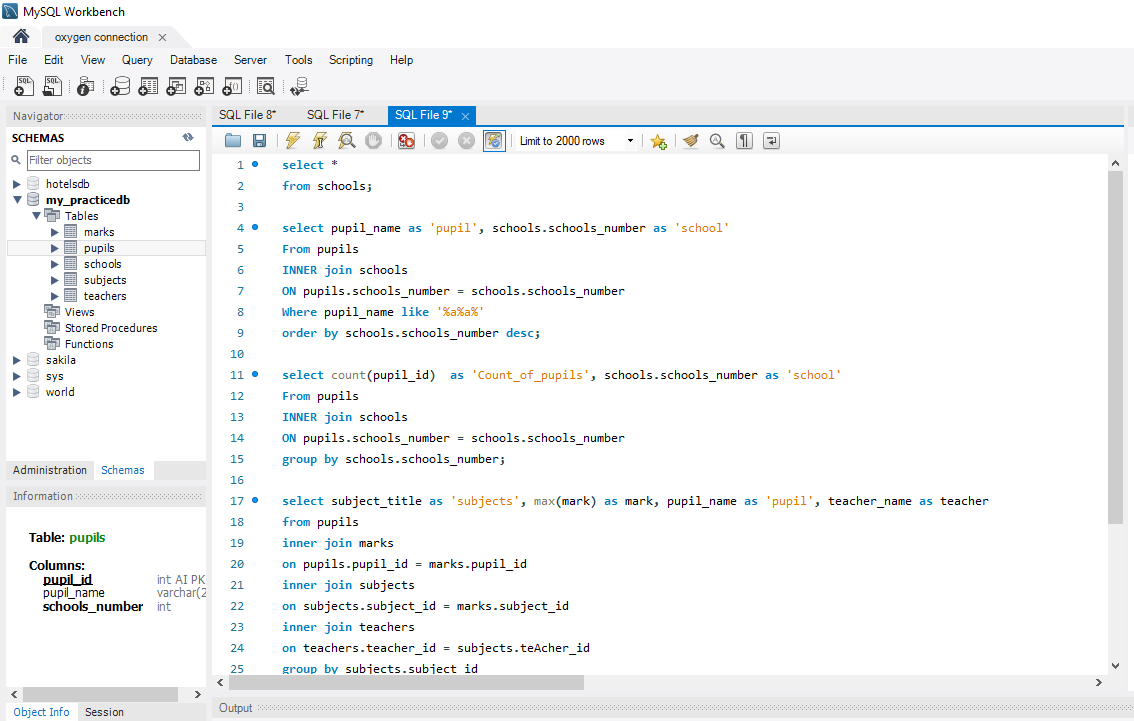 MySQL Workbench
oxygen connection
File Edit View Query Database Server Tools Scripting Help
Navigator
SCHEMAS
Filter objects
hotelsdb
my_practicedb
Tables
marks
pupils
schools
subjects
teachers
Views
Stored Procedures
Functions
sakila
sys
world
Administration Schemas
Information
Table: pupils
Columns:
pupil_id int AI PK
pupil_name varchar(2
schools_number int
Object Info Session
SQL File 8* SQL File 7* SQL File 9*
Limit to 2000 rows
1 select *
2 from schools;
3
4 select pupil_name as 'pupil', schools.schools_number as 'school'
5 From pupils
6 INNER join schools
7 ON pupils.schools_number = schools.schools_number
8 Where pupil_name like '%a%a%'
9 order by schools.schools_number desc;
10
11 select count(pupil_id)  as 'Count_of_pupils', schools.schools_number as 'school'
12 From pupils
13 INNER join schools
14 ON pupils.schools_number = schools.schools_number
15 group by schools.schools_number;
16
17 select subject_title as 'subjects', max(mark) as mark, pupil_name as 'pupil', teacher_name as teacher
18 from pupils
19 inner join marks
20 on pupils.pupil_id = marks.pupil_id
21 inner join subjects
22 on subjects.subject_id = marks.subject_id
23 inner join teachers
24 on teachers.teacher_id = subjects.teAcher_id
25 group by subjects.subject_id
Output